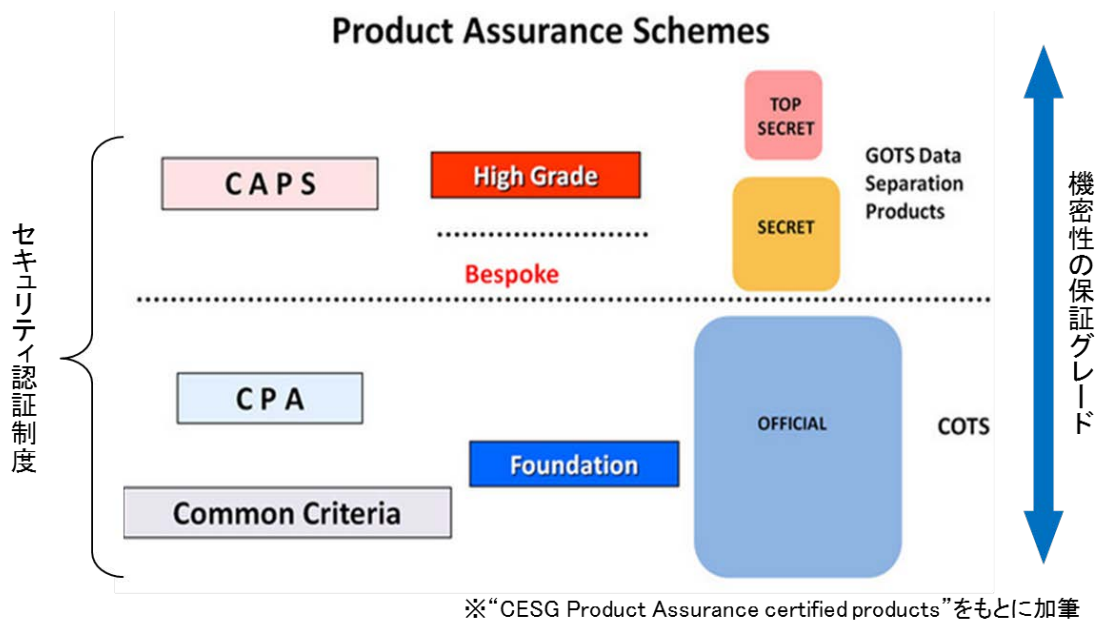 Product Assurance Schemes
セキュリティ認証制度
CAPS
High Grade
Bespoke
TOP
SECRET
SECRET
GOTS Data
Separation
Products
CPA
Foundation
Common Criteria
OFFICIAL
COTS
機密性の保証グレード
※“CESG Product Assurance certified products”をもとに加筆